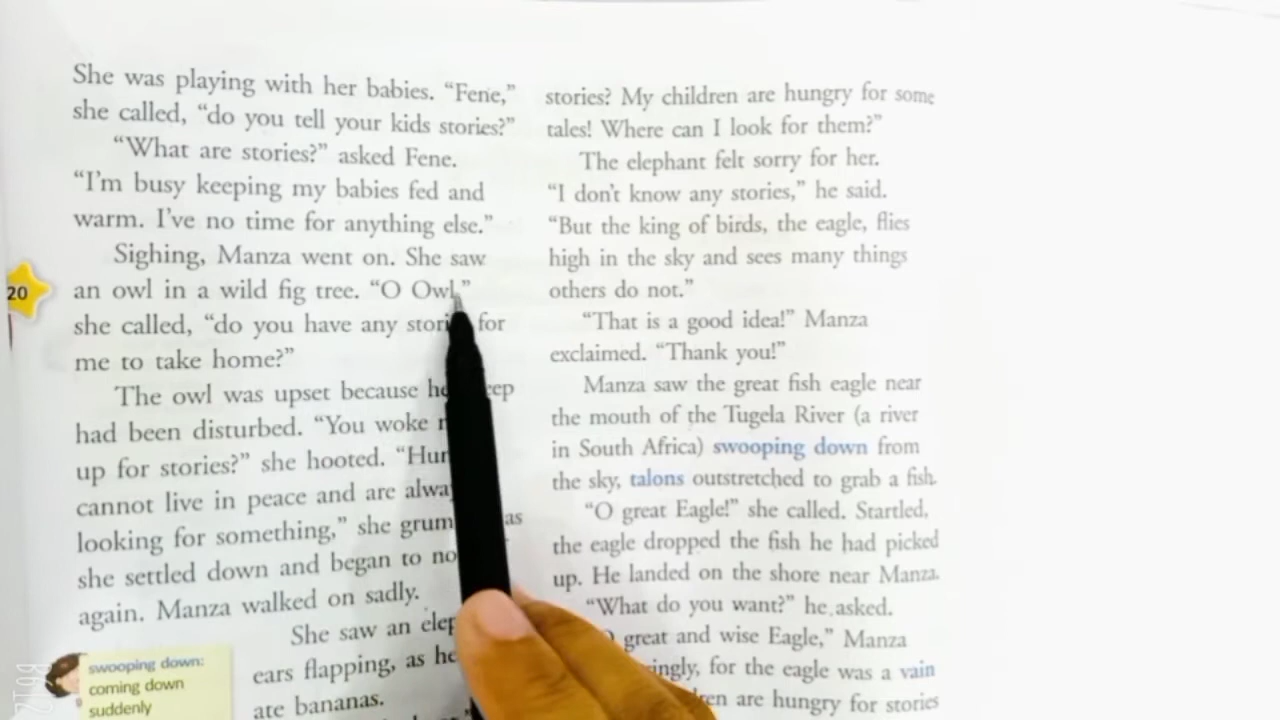 She was playing with her babies. “Fene,”
she called, “do you tell your kids stories?”
“What are stories?” asked Fene.
“I’m busy keeping my babies fed and
warm. I’ve no time for anything else.”
Sighing, Manza went on. She saw
an owl in a wild fig tree. “O Owl,”
she called, “do you have any for
me to take home?”
The owl was upset because
had been disturbed. “You woke
up for stories?” she hooted.
cannot live in peace and are
looking for something,” she as
she settled down and began to
again. Manza walked on sadly.
She saw an
ears flapping, as he
ate bananas.
20
swooping down:
coming down
suddenly
stories? My children are hungry for some
tales! Where can I look for them?”
The elephant felt sorry for her.
“I don’t know any stories,” he said.
“But the king of birds, the eagle, flies
high in the sky and sees many things
others do not.”
“That is a good idea!” Manza
exclaimed. “Thank you!”
Manza saw the great fish eagle near
the mouth of the Tugela River (a river
in South Africa) swooping down from
the sky, talons outstretched to grab a fish.
“O great Eagle!” she called. Startled,
the eagle dropped the fish he had picked
up. He landed on the shore near Manza.
“What do you want?” he asked.
great and wise Eagle,” Manza
for the eagle was a vain
are hungry for stories